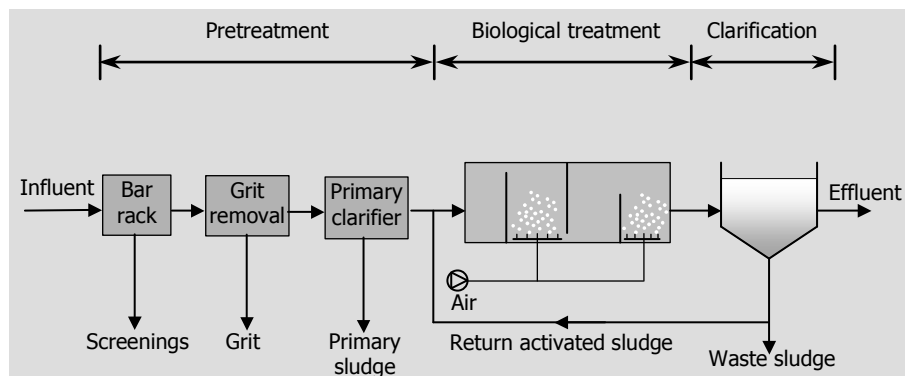 Pretreatment
Biological treatment
Clarification
Influent
Bar
rack
Grit
removal
Primary
clarifier
Effluent
Air
Screenings
Grit
Primary
sludge
Return activated sludge
Waste sludge